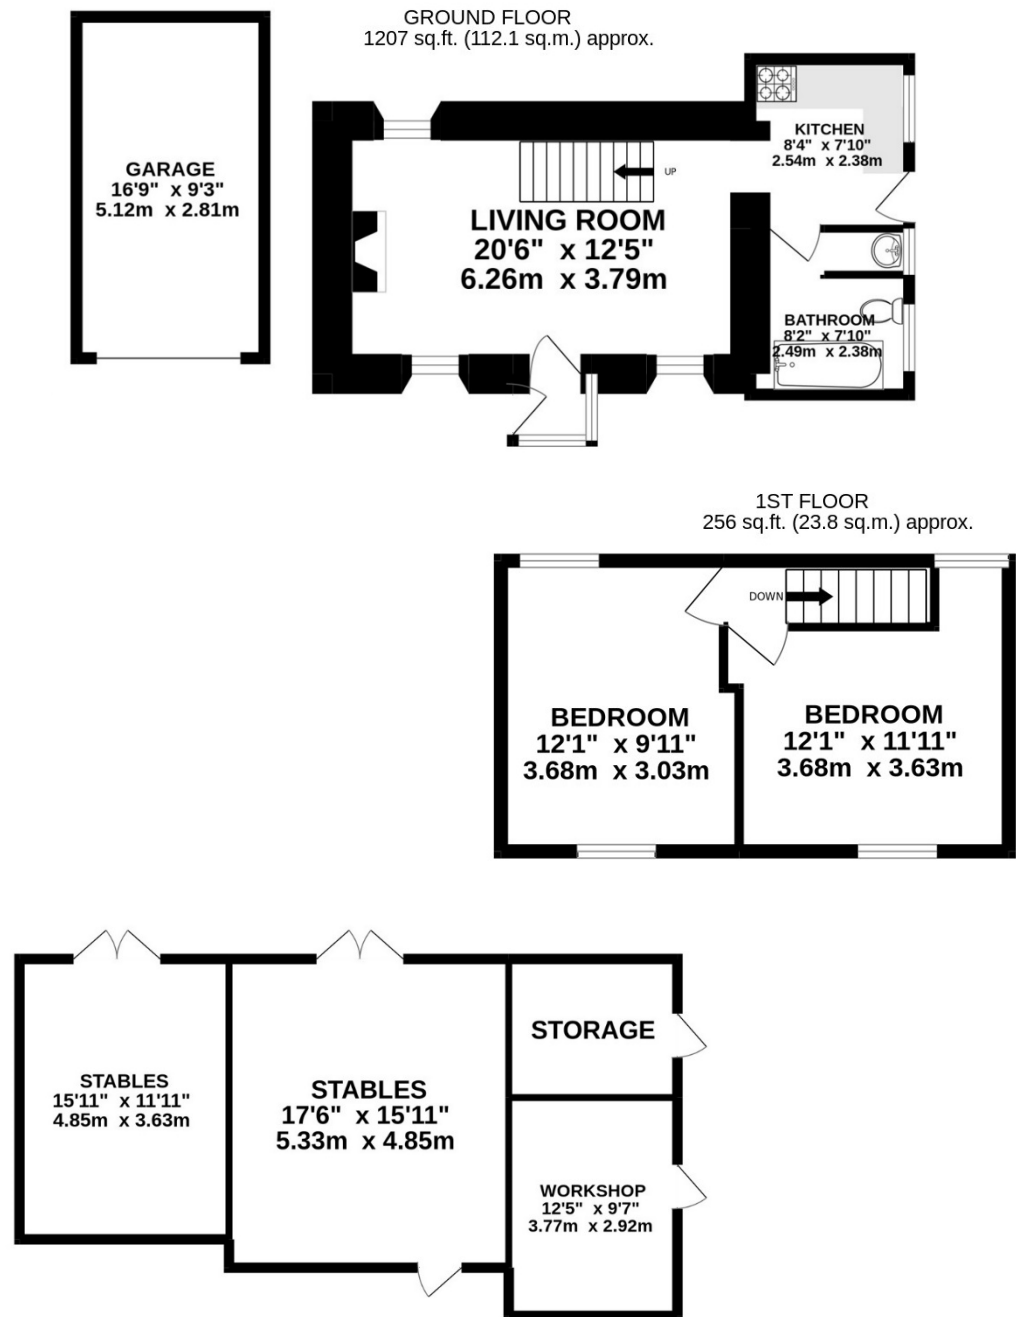 GROUND FLOOR
1207 sq.ft. (112.1 sq.m.) approx.
GARAGE
16'9" x 9'3"
5.12m x 2.81m
UP
LIVING ROOM
20'6" x 12'5"
6.26m x 3.79m
KITCHEN
8'4" x 7'10"
2.54m x 2.38m
BATHROOM
8'2" x 7'10"
2.49m x 2.38m
1ST FLOOR
256 sq.ft. (23.8 sq.m.) approx.
DOWN
BEDROOM
12'1" x 9'11"
3.68m x 3.03m
BEDROOM
12'1" x 11'11"
3.68m x 3.63m
STABLES
15'11" x 11'11"
4.85m x 3.63m
STABLES
17'6" x 15'11"
5.33m x 4.85m
STORAGE
WORKSHOP
12'5" x 9'7"
3.77m x 2.92m